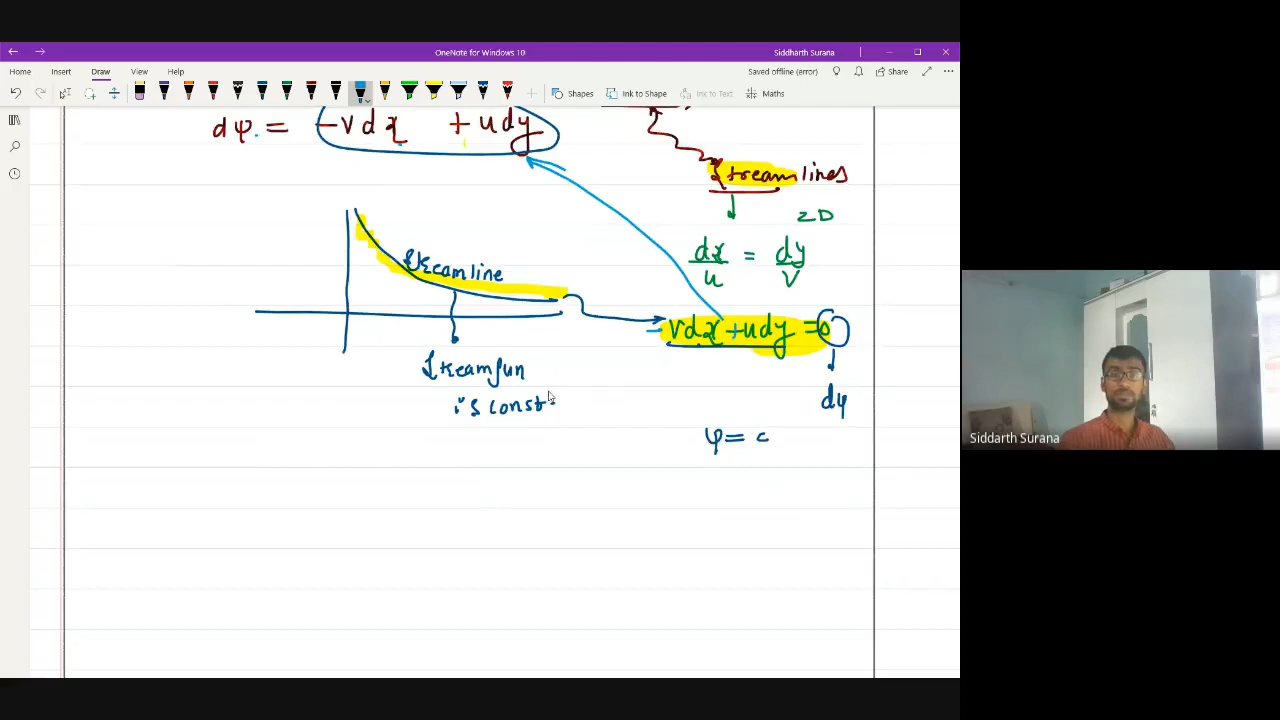 OneNote for Windows 10
Siddharth Surana
Home Insert Draw View Help
Saved offline (error)
Share
Shapes
Ink to Shape
Ink to Text
Maths
dψ = -vdx + udy
Streamlines
2D
dx/u = dy/v
Streamline
-vdx+udy =0
Streamfun
is const.
dψ
ψ= c
Siddarth Surana